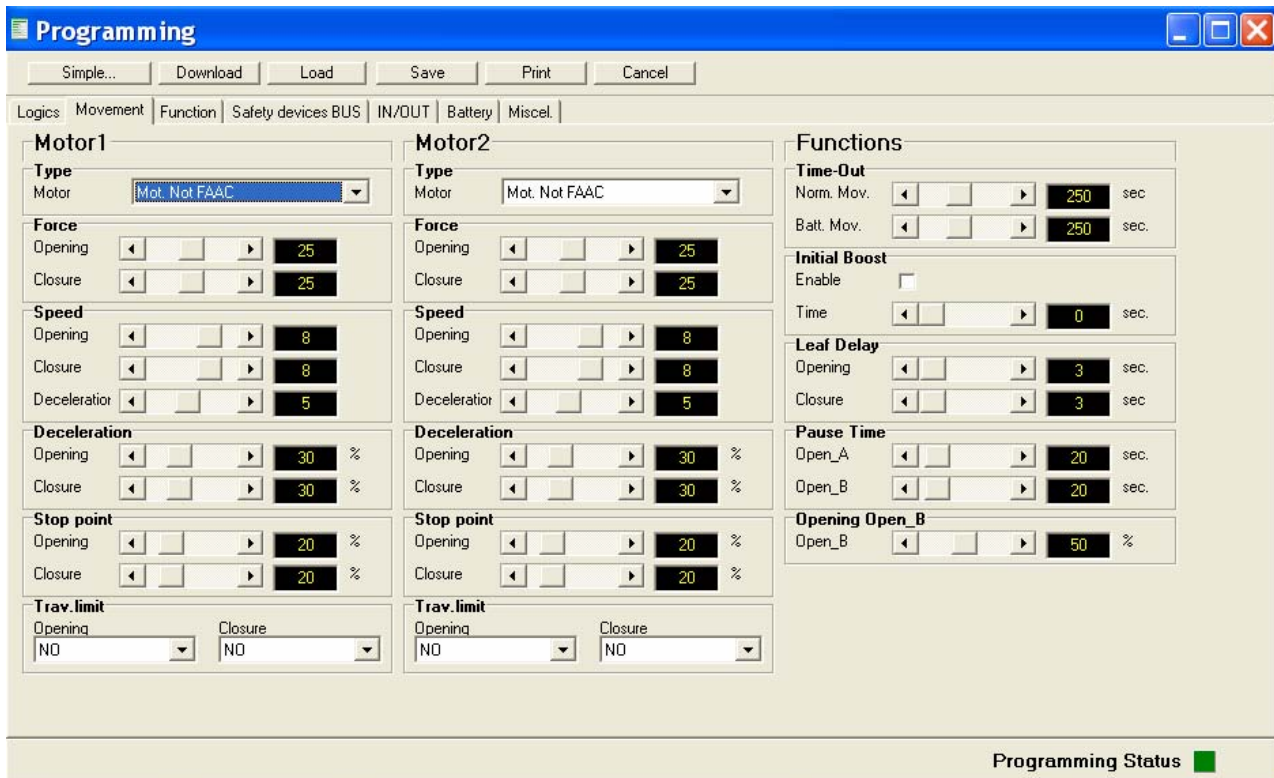 Programming
Simple... Download Load Save Print Cancel
Logics Movement Function Safety devices BUS IN/OUT Battery Miscel.
Motor1
Type
Motor Mot. Not FAAC
Force
Opening 25
Closure 25
Speed
Opening 8
Closure 8
Deceleration 5
Deceleration
Opening 30 %
Closure 30 %
Stop point
Opening 20 %
Closure 20 %
Trav.limit
Opening Closure
NO NO
Motor2
Type
Motor Mot. Not FAAC
Force
Opening 25
Closure 25
Speed
Opening 8
Closure 8
Deceleration 5
Deceleration
Opening 30 %
Closure 30 %
Stop point
Opening 20 %
Closure 20 %
Trav.limit
Opening Closure
NO NO
Functions
Time-Out
Norm. Mov. 250 sec
Batt. Mov. 250 sec.
Initial Boost
Enable
Time 0 sec.
Leaf Delay
Opening 3 sec.
Closure 3 sec
Pause Time
Open_A 20 sec.
Open_B 20 sec.
Opening Open_B
Open_B 50 %
Programming Status